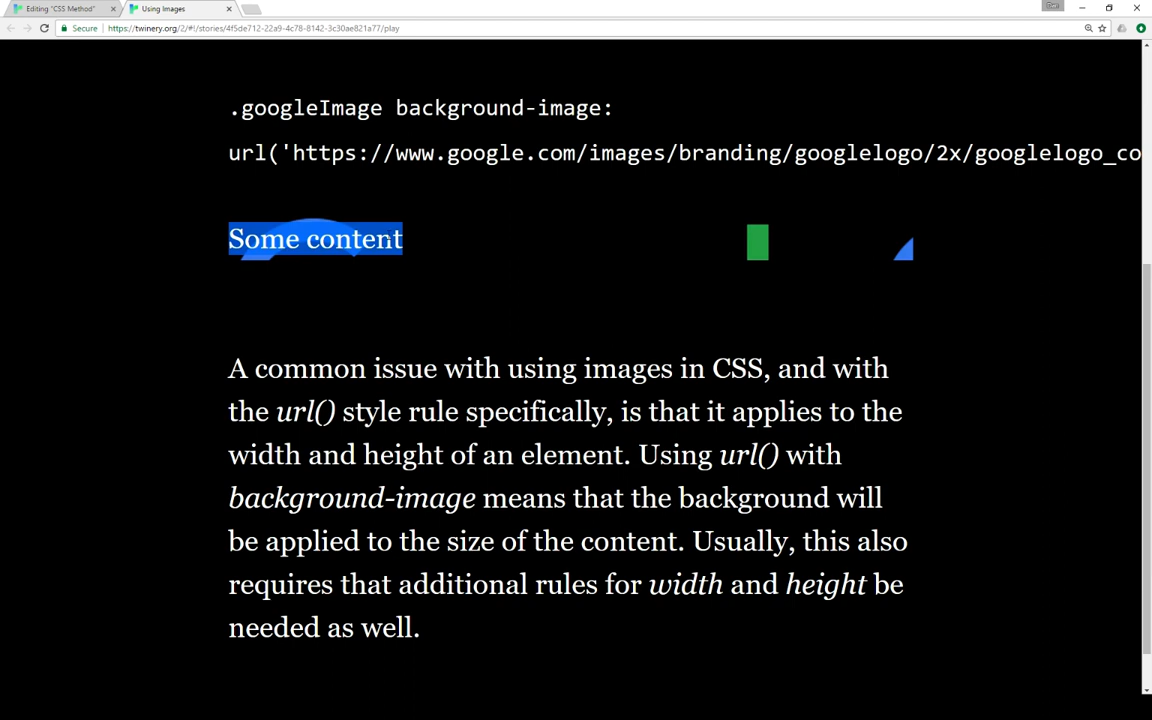 Editing "CSS Method"
Using Images
Secure
https://twinery.org/2/#!/stories/4f5de712-22a9-4c78-8142-3c30ae821a77/play
.googleImage background-image:
url('https://www.google.com/images/branding/googlelogo/2x/googlelogo_co
Some content
A common issue with using images in CSS, and with
the url() style rule specifically, is that it applies to the
width and height of an element. Using url() with
background-image means that the background will
be applied to the size of the content. Usually, this also
requires that additional rules for width and height be
needed as well.